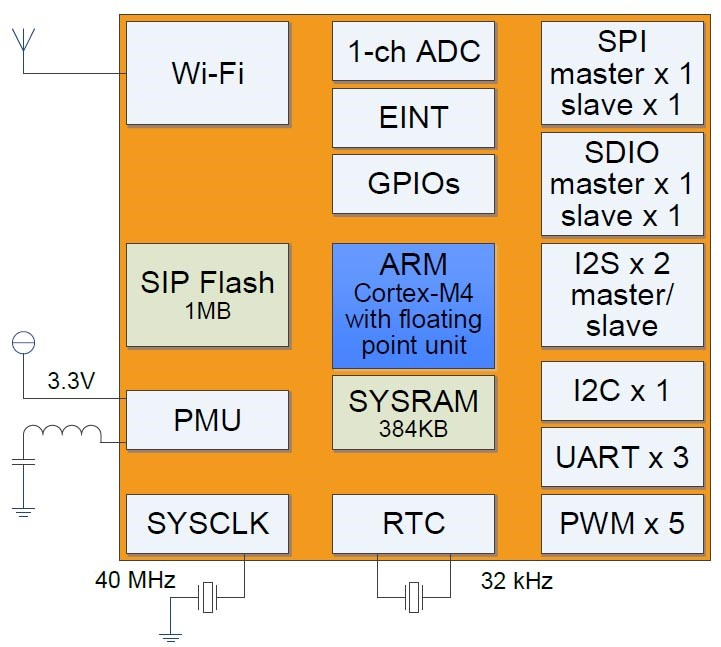 Wi-Fi
1-ch ADC
EINT
GPIOs
SPI
master x 1
slave x 1
SDIO
master x 1
slave x 1
SIP Flash
1MB
ARM
Cortex-M4
with floating
point unit
I2S x 2
master/
slave
3.3V
PMU
SYSRAM
384KB
I2C x 1
UART x 3
SYSCLK
RTC
PWM x 5
40 MHz
32 kHz